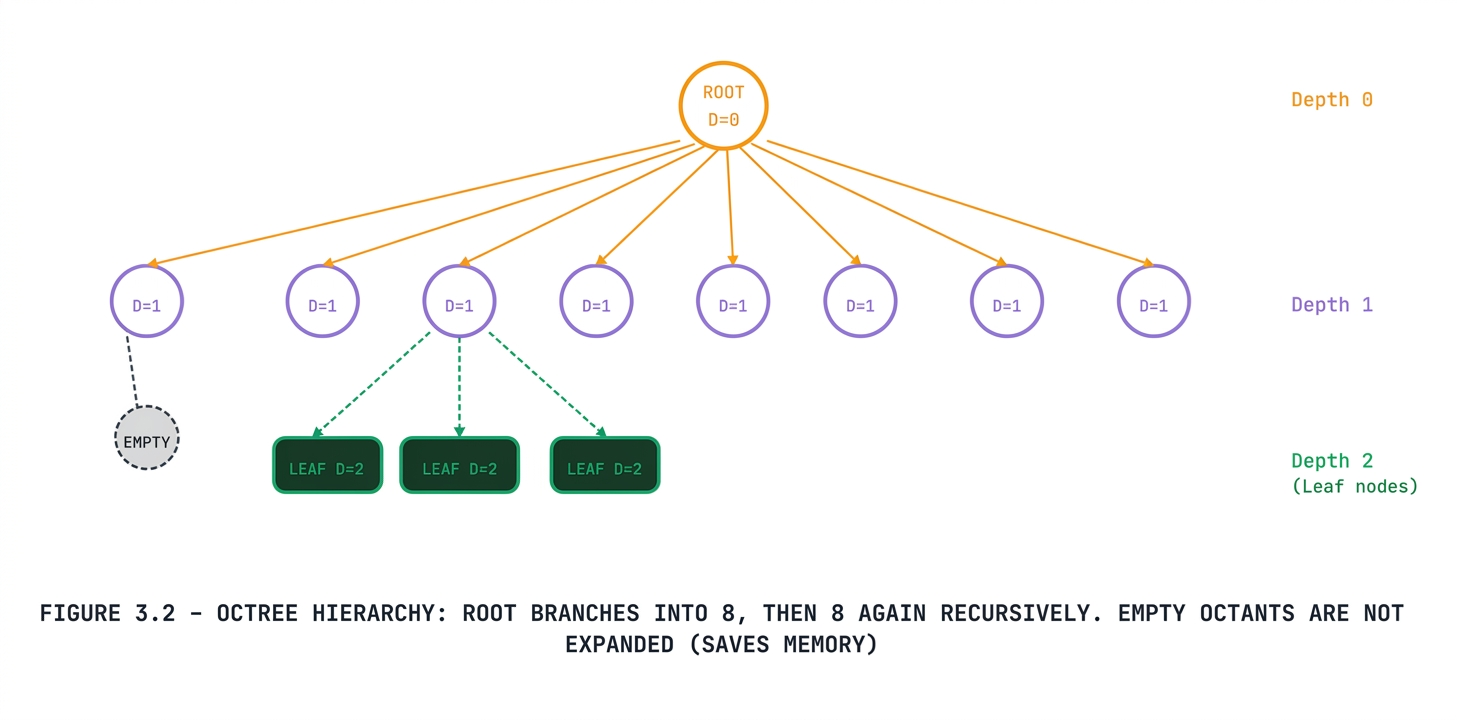 ROOT
D=0
Depth 0
D=1
D=1
D=1
D=1
D=1
D=1
D=1
D=1
Depth 1
EMPTY
LEAF D=2
LEAF D=2
LEAF D=2
Depth 2
(Leaf nodes)
FIGURE 3.2 – OCTREE HIERARCHY: ROOT BRANCHES INTO 8, THEN 8 AGAIN RECURSIVELY. EMPTY OCTANTS ARE NOT
EXPANDED (SAVES MEMORY)